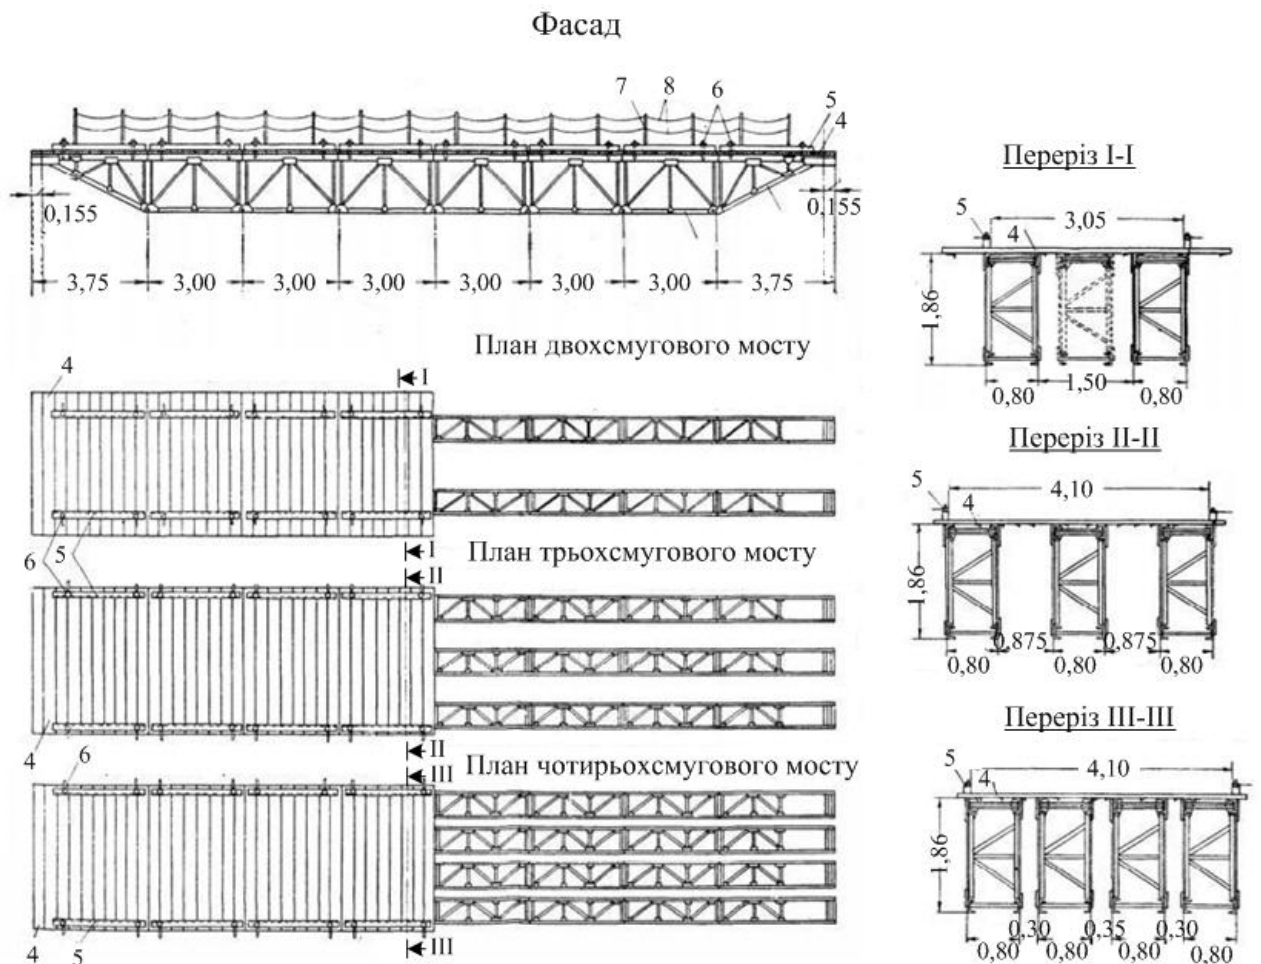 Фасад
7 8 6
5
4
0,155 0,155
3,75 3,00 3,00 3,00 3,00 3,00 3,00 3,75
План двохсмугового мосту
4 I
I
План трьохсмугового мосту
6 5
II
4
II
План чотирьохсмугового мосту
6
III
4 5
III
Переріз I-I
5 3,05
4
1,86
0,80 1,50 0,80
Переріз II-II
5 4,10
4
1,86
0,875 0,875
0,80 0,80 0,80
Переріз III-III
5 4 4,10
1,86
0,30 0,35 0,30
0,80 0,80 0,80 0,80